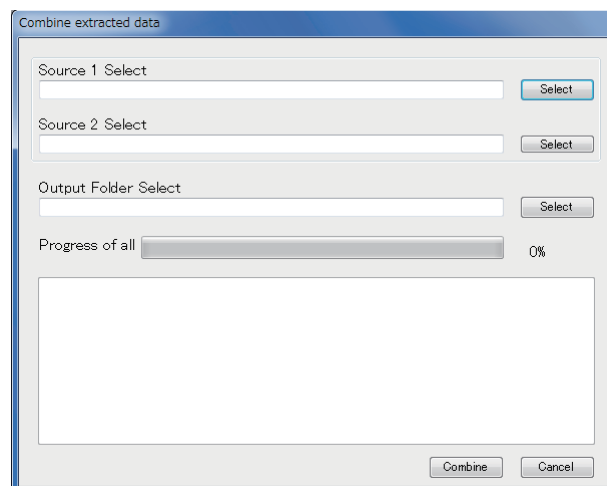 Combine extracted data
Source 1 Select
Select
Source 2 Select
Select
Output Folder Select
Select
Progress of all
0%
Combine
Cancel